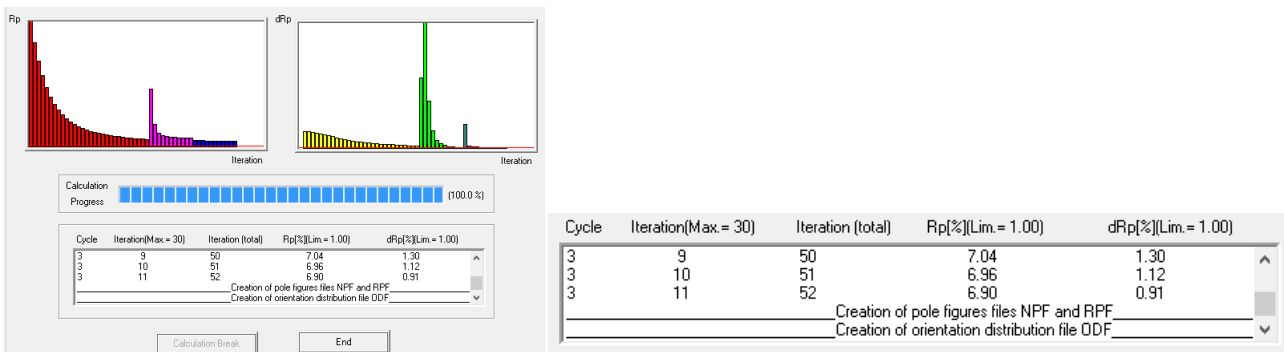 Rp
dRp
Iteration
Iteration
Calculation Progress
(100.0 %)
Cycle Iteration(Max.= 30) Iteration (total) Rp[%](Lim.= 1.00) dRp[%](Lim.= 1.00)
3 9 50 7.04 1.30
3 10 51 6.96 1.12
3 11 52 6.90 0.91
Creation of pole figures files NPF and RPF
Creation of orientation distribution file ODF
Calculation Break
End
Cycle Iteration(Max.= 30) Iteration (total) Rp[%](Lim.= 1.00) dRp[%](Lim.= 1.00)
3 9 50 7.04 1.30
3 10 51 6.96 1.12
3 11 52 6.90 0.91
Creation of pole figures files NPF and RPF
Creation of orientation distribution file ODF